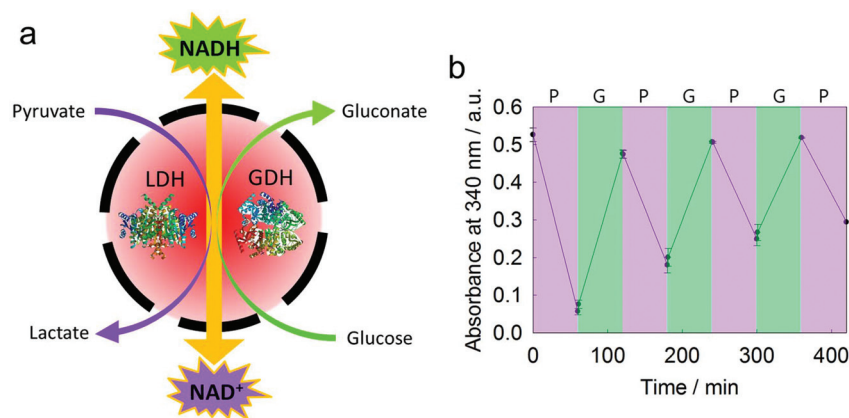 a
NADH
Pyruvate
Gluconate
LDH
GDH
Lactate
Glucose
NAD+
b
P G P G P G P
Absorbance at 340 nm / a.u.
0.6
0.5
0.4
0.3
0.2
0.1
0.0
0 100 200 300 400
Time / min